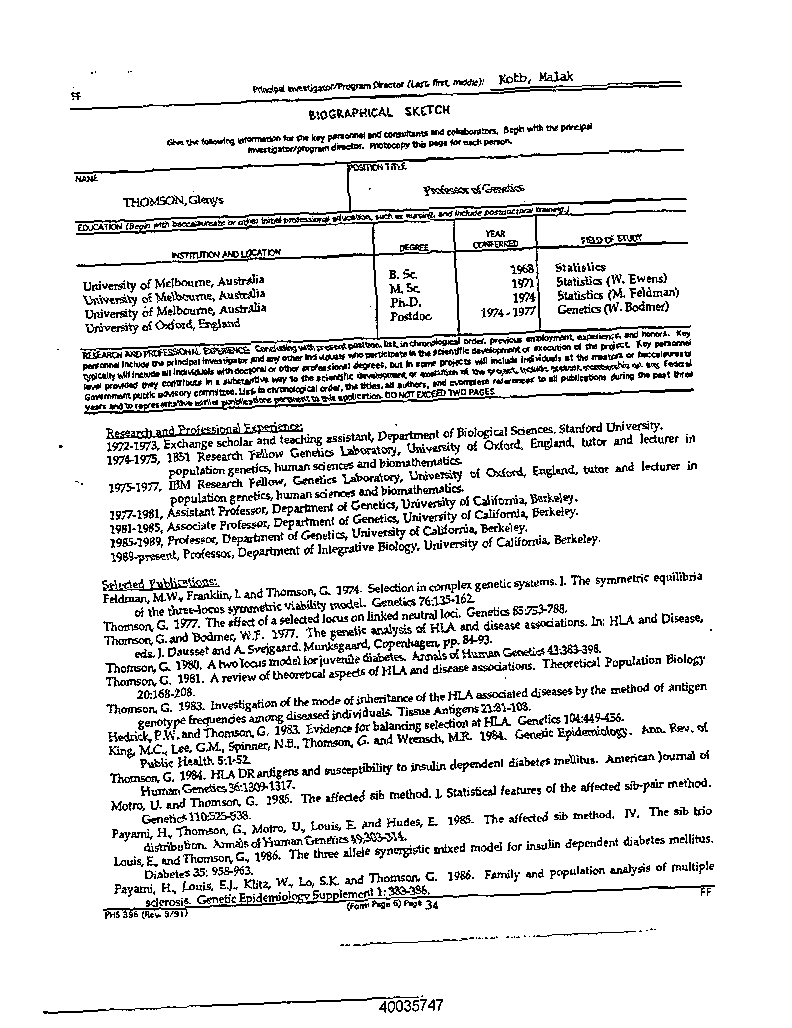 Principal Investigator/Program Director (Last, first, middle): Kotb, Malak
FF
BIOGRAPHICAL SKETCH
Give the following information for the key personnel and consultants and collaborators. Begin with the principal
investigator/program director. Photocopy this page for each person.
NAME
POSITION TITLE
THOMSON, Glenys
Professor of Genetics
EDUCATION (Begin with baccalaureate or other initial professional education, such as nursing, and include postdoctoral training.)
INSTITUTION AND LOCATION
DEGREE
YEAR
CONFERRED
FIELD OF STUDY
University of Melbourne, Australia B. Sc. 1968 Statistics
University of Melbourne, Australia M. Sc. 1971 Statistics (W. Ewens)
University of Melbourne, Australia Ph.D. 1974 Statistics (M. Feldman)
University of Oxford, England Postdoc 1974 - 1977 Genetics (W. Bodmer)
RESEARCH AND PROFESSIONAL EXPERIENCE: Concluding with present position, list, in chronological order, previous employment, experience, and honors. Key
personnel include the principal investigator and any other individuals who participate in the scientific development or execution of the project. Key personnel
typically will include all individuals with doctoral or other professional degrees, but in some projects will include individuals at the masters or baccalaureate
level provided they contribute in a substantive way to the scientific development or execution of the project. Include present membership on any Federal
Government public advisory committee. List, in chronological order, the titles, all authors, and complete references to all publications during the past three
years and to representative earlier publications pertinent to this application. DO NOT EXCEED TWO PAGES.
Research and Professional Experience:
1972-1973, Exchange scholar and teaching assistant, Department of Biological Sciences, Stanford University.
1974-1975, 1851 Research Fellow Genetics Laboratory, University of Oxford, England, tutor and lecturer in
population genetics, human sciences and biomathematics.
1975-1977, IBM Research Fellow, Genetics Laboratory, University of Oxford, England, tutor and lecturer in
population genetics, human sciences and biomathematics.
1977-1981, Assistant Professor, Department of Genetics, University of California, Berkeley.
1981-1985, Associate Professor, Department of Genetics, University of California, Berkeley.
1985-1989, Professor, Department of Genetics, University of California, Berkeley.
1989-present, Professor, Department of Integrative Biology, University of California, Berkeley.
Selected Publications:
Feldman, M.W., Franklin, I. and Thomson, G. 1974. Selection in complex genetic systems. I. The symmetric equilibria
of the three-locus symmetric viability model. Genetics 76:135-162.
Thomson, G. 1977. The effect of a selected locus on linked neutral loci. Genetics 85:753-788.
Thomson, G. and Bodmer, W.F. 1977. The genetic analysis of HLA and disease associations. In: HLA and Disease,
eds. J. Dausset and A. Svejgaard. Munksgaard, Copenhagen, pp. 84-93.
Thomson, G. 1980. A two locus model for juvenile diabetes. Annals of Human Genetics 43:383-398.
Thomson, G. 1981. A review of theoretical aspects of HLA and disease associations. Theoretical Population Biology
20:168-208.
Thomson, G. 1983. Investigation of the mode of inheritance of the HLA associated diseases by the method of antigen
genotype frequencies among diseased individuals. Tissue Antigens 21:81-108.
Hedrick, P.W. and Thomson, G. 1983. Evidence for balancing selection at HLA. Genetics 104:449-456.
King, M.C., Lee, G.M., Spinner, N.B., Thomson, G. and Wrensch, M.R. 1984. Genetic Epidemiology. Ann. Rev. of
Public Health 5:1-52.
Thomson, G. 1984. HLA DR antigens and susceptibility to insulin dependent diabetes mellitus. American Journal of
Human Genetics 36:1309-1317.
Motro, U. and Thomson, G. 1985. The affected sib method. I. Statistical features of the affected sib-pair method.
Genetics 110:525-538.
Payami, H., Thomson, G., Motro, U., Louis, E. and Hudes, E. 1985. The affected sib method. IV. The sib trio
distribution. Annals of Human Genetics 49:303-314.
Louis, E., and Thomson, G., 1986. The three allele synergistic mixed model for insulin dependent diabetes mellitus.
Diabetes 35: 958-963.
Payami, H., Louis, E.J., Klitz, W., Lo, S.K. and Thomson, G. 1986. Family and population analysis of multiple
sclerosis. Genetic Epidemiology Supplement 1: 383-386.
PHS 398 (Rev. 9/91) (Form Page 6) Page 34 FF
40035747